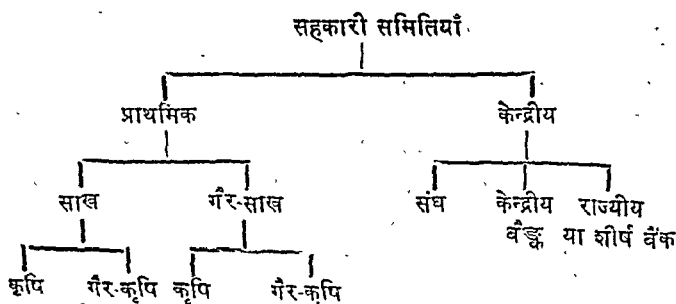 सहकारी समितियाँ
प्राथमिक केन्द्रीय
साख गैर-साख संघ केन्द्रीय राज्यीय
बैङ्क या शीर्ष बैंक
कृषि गैर-कृषि कृषि गैर-कृषि